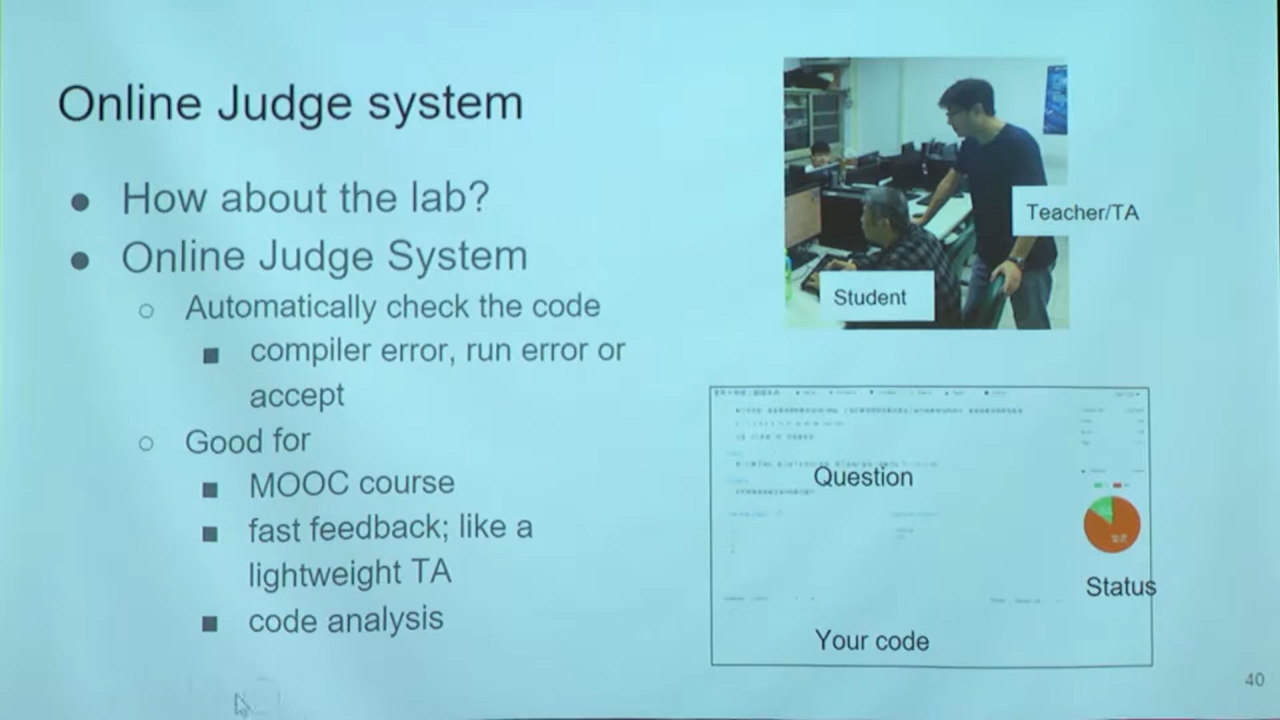 Online Judge system
How about the lab?
Online Judge System
Automatically check the code
compiler error, run error or
accept
Good for
MOOC course
fast feedback; like a
lightweight TA
code analysis
Teacher/TA
Student
Question
Status
Your code
40